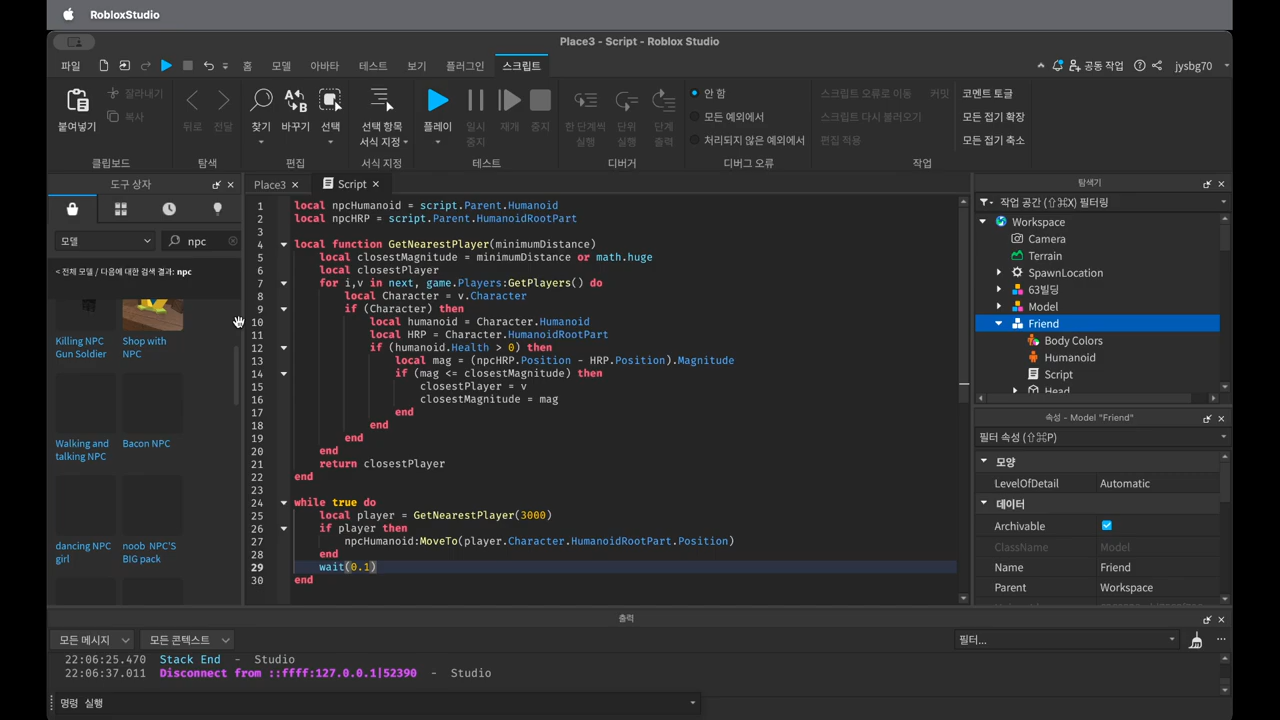 RobloxStudio
Place3 - Script - Roblox Studio
파일
홈
모델
아바타
테스트
보기
플러그인
스크립트
공동 작업
jysbg70
붙여넣기
잘라내기
복사
클립보드
뒤로
전달
탐색
찾기
바꾸기
선택
편집
선택 항목
서식 지정
서식 지정
플레이
일시
중지
재개
중지
테스트
한 단계씩
실행
단위
실행
단계
출력
디버거
안 함
모든 예외에서
처리되지 않은 예외에서
디버그 오류
스크립트 오류로 이동
커밋
스크립트 다시 불러오기
편집 적용
코멘트 토글
모든 접기 확장
모든 접기 축소
작업
도구 상자
모델
npc
< 전체 모델 / 다음에 대한 검색 결과: npc
Killing NPC
Gun Soldier
Shop with
NPC
Walking and
talking NPC
Bacon NPC
dancing NPC
girl
noob NPC'S
BIG pack
Place3
Script
1 local npcHumanoid = script.Parent.Humanoid
2 local npcHRP = script.Parent.HumanoidRootPart
3
4 local function GetNearestPlayer(minimumDistance)
5 local closestMagnitude = minimumDistance or math.huge
6 local closestPlayer
7 for i,v in next, game.Players:GetPlayers() do
8 local Character = v.Character
9 if (Character) then
10 local humanoid = Character.Humanoid
11 local HRP = Character.HumanoidRootPart
12 if (humanoid.Health > 0) then
13 local mag = (npcHRP.Position - HRP.Position).Magnitude
14 if (mag <= closestMagnitude) then
15 closestPlayer = v
16 closestMagnitude = mag
17 end
18 end
19 end
20 end
21 return closestPlayer
22 end
23
24 while true do
25 local player = GetNearestPlayer(3000)
26 if player then
27 npcHumanoid:MoveTo(player.Character.HumanoidRootPart.Position)
28 end
29 wait(0.1)
30 end
탐색기
작업 공간 (⇧⌘X) 필터링
Workspace
Camera
Terrain
SpawnLocation
63빌딩
Model
Friend
Body Colors
Humanoid
Script
Head
속성 - Model "Friend"
필터 속성 (⇧⌘P)
모양
LevelOfDetail Automatic
데이터
Archivable
ClassName Model
Name Friend
Parent Workspace
출력
모든 메시지
모든 콘텍스트
필터...
22:06:25.470 Stack End - Studio
22:06:37.011 Disconnect from ::ffff:127.0.0.1|52390 - Studio
명령 실행